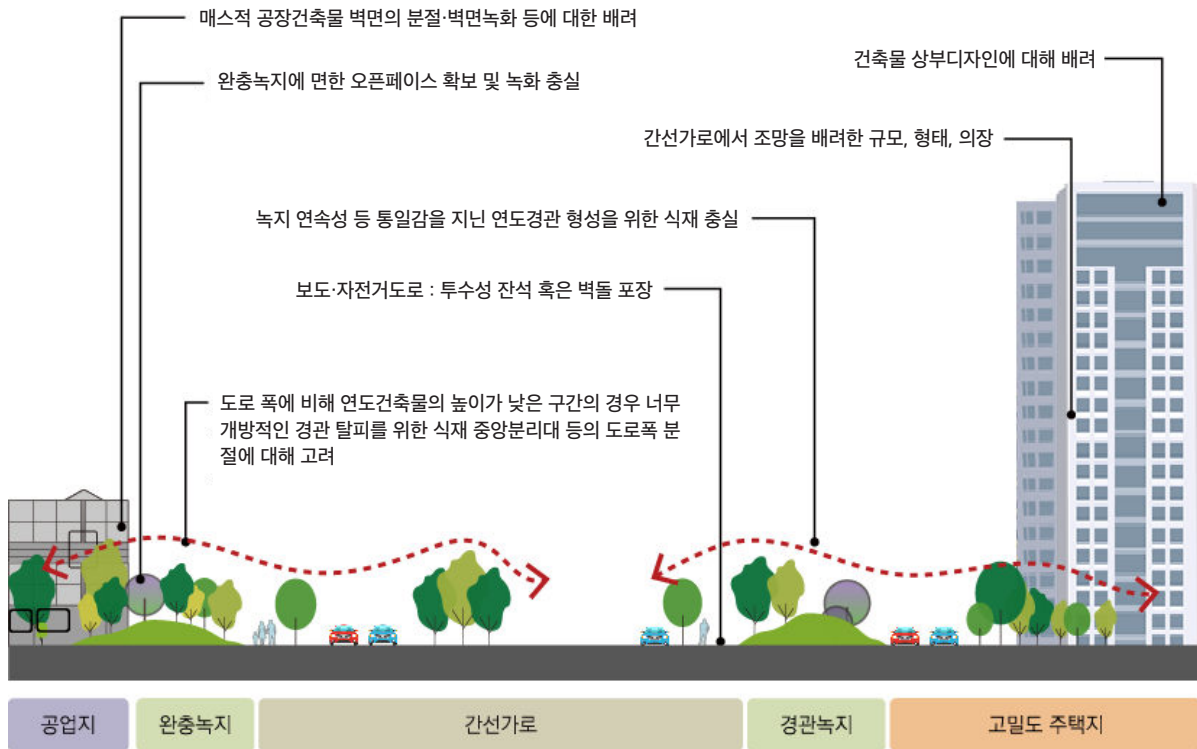 매스적 공장건축물 벽면의 분절·벽면녹화 등에 대한 배려
건축물 상부디자인에 대해 배려
완충녹지에 면한 오픈페이스 확보 및 녹화 충실
간선가로에서 조망을 배려한 규모, 형태, 의장
녹지 연속성 등 통일감을 지닌 연도경관 형성을 위한 식재 충실
보도·자전거도로 : 투수성 잔석 혹은 벽돌 포장
도로 폭에 비해 연도건축물의 높이가 낮은 구간의 경우 너무
개방적인 경관 탈피를 위한 식재 중앙분리대 등의 도로폭 분
절에 대해 고려
공업지
완충녹지
간선가로
경관녹지
고밀도 주택지